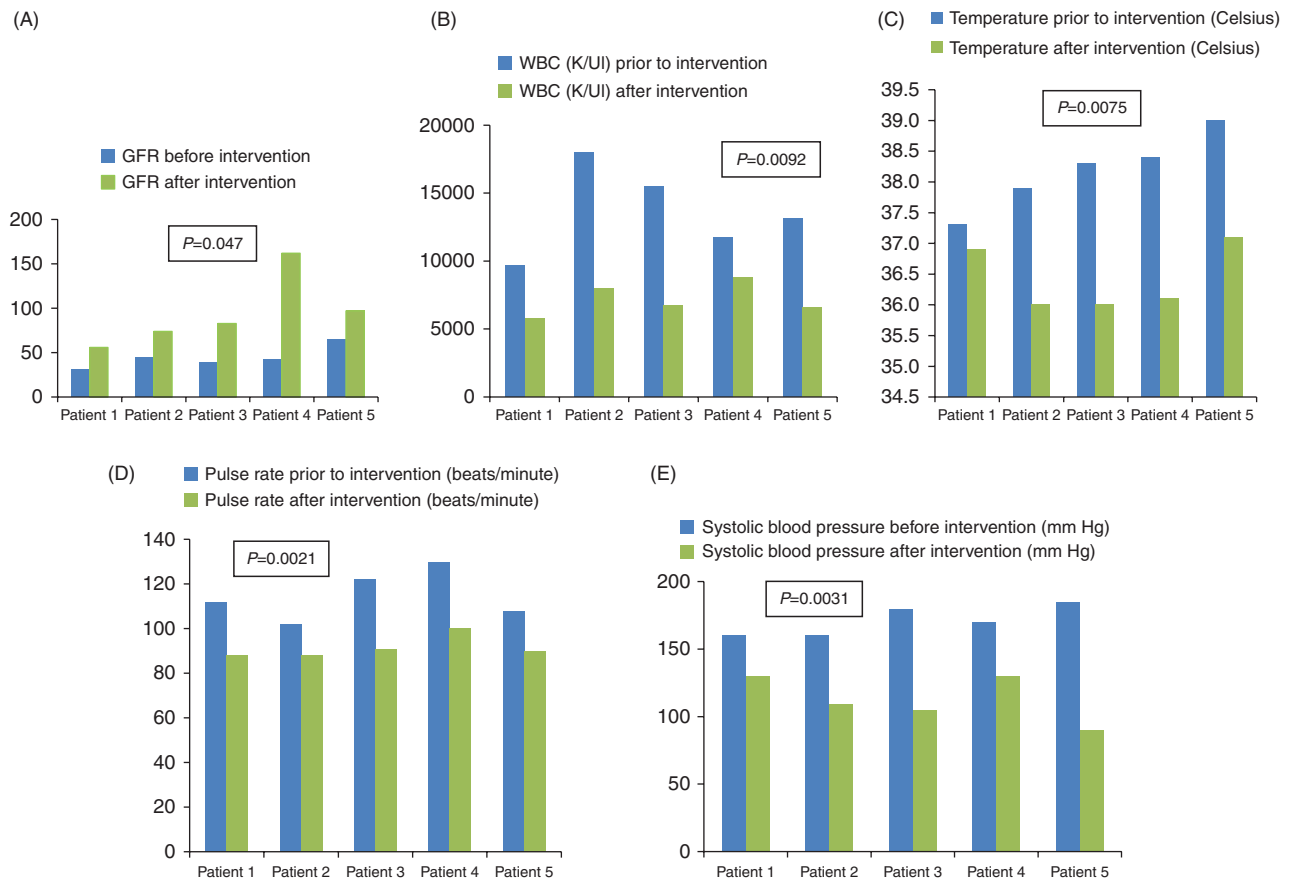 (A)
GFR before intervention
GFR after intervention
P=0.047
200
150
100
50
0
Patient 1 Patient 2 Patient 3 Patient 4 Patient 5
(B)
WBC (K/Ul) prior to intervention
WBC (K/Ul) after intervention
P=0.0092
20000
15000
10000
5000
0
Patient 1 Patient 2 Patient 3 Patient 4 Patient 5
(C)
Temperature prior to intervention (Celsius)
Temperature after intervention (Celsius)
P=0.0075
39.5
39.0
38.5
38.0
37.5
37.0
36.5
36.0
35.5
35.0
34.5
Patient 1 Patient 2 Patient 3 Patient 4 Patient 5
(D)
Pulse rate prior to intervention (beats/minute)
Pulse rate after intervention (beats/minute)
P=0.0021
140
120
100
80
60
40
20
0
Patient 1 Patient 2 Patient 3 Patient 4 Patient 5
(E)
Systolic blood pressure before intervention (mm Hg)
Systolic blood pressure after intervention (mm Hg)
P=0.0031
200
150
100
50
0
Patient 1 Patient 2 Patient 3 Patient 4 Patient 5